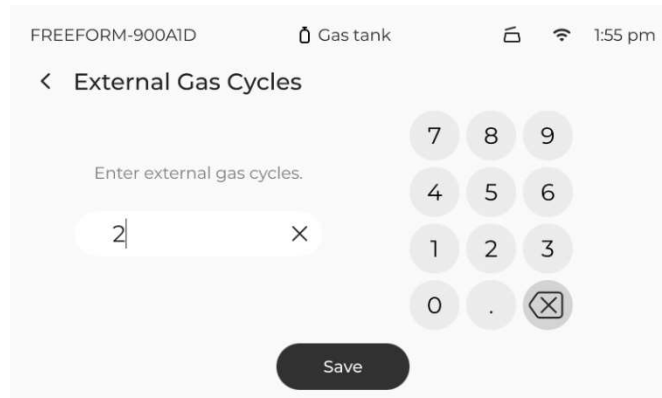 FREEFORM-900A1D Gas tank 1:55 pm
< External Gas Cycles
Enter external gas cycles.
2
7 8 9
4 5 6
1 2 3
0 .
Save